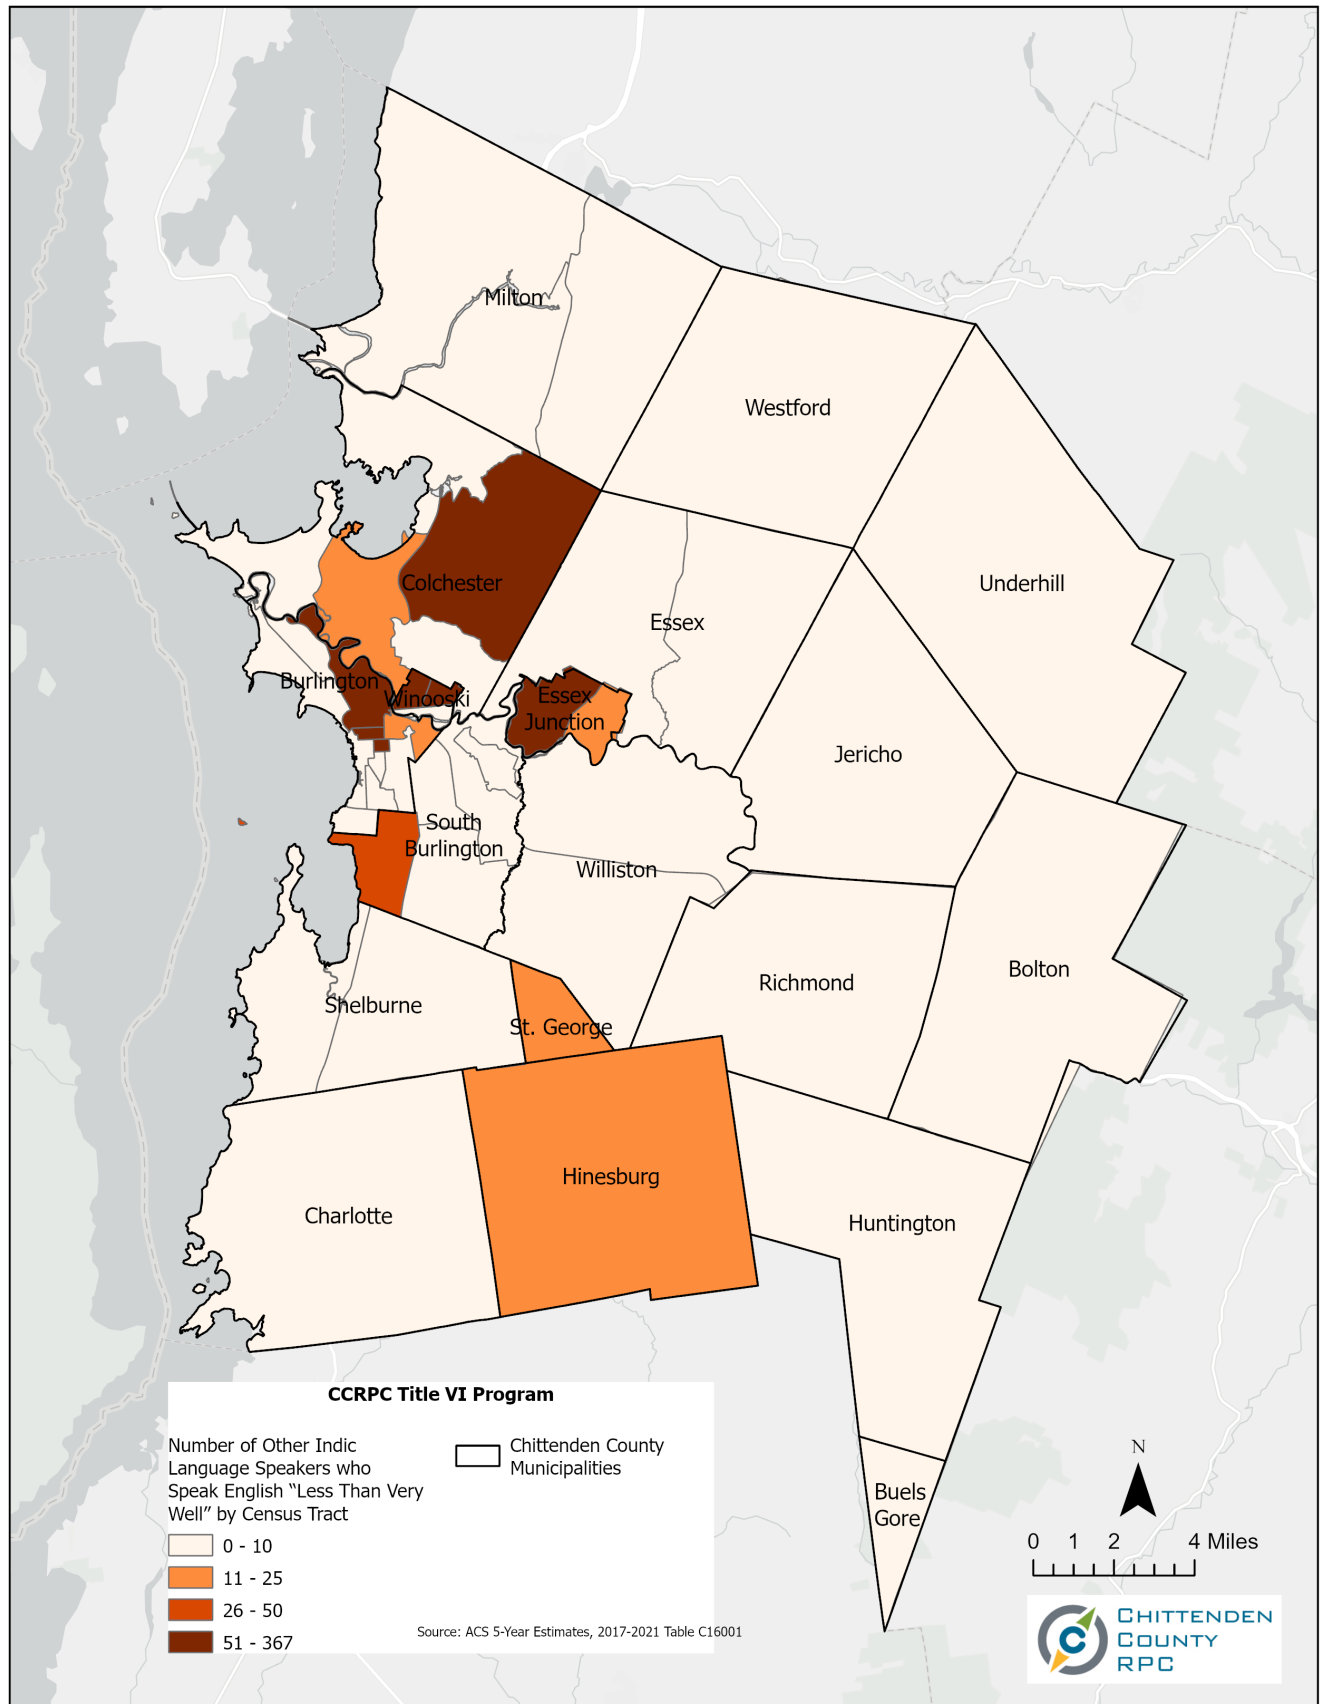 Milton
Westford
Underhill
Colchester
Essex
Burlington
Winooski
Essex
Junction
Jericho
South
Burlington
Williston
Bolton
Richmond
Shelburne
St. George
Hinesburg
Charlotte
Huntington
Buels
Gore
CCRPC Title VI Program
Number of Other Indic
Language Speakers who
Speak English “Less Than Very
Well” by Census Tract
0 - 10
11 - 25
26 - 50
51 - 367
Chittenden County
Municipalities
Source: ACS 5-Year Estimates, 2017-2021 Table C16001
N
0 1 2 4 Miles
C
CHITTENDEN
COUNTY
RPC